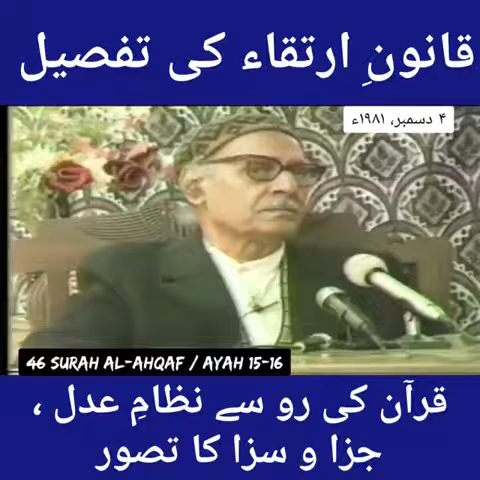 قانونِ ارتقاء کی تفصیل
۴ دسمبر، ۱۹۸۱ء
46 SURAH AL-AHQAF / AYAH 15-16
قرآن کی رو سے نظامِ عدل ،
جزا و سزا کا تصور